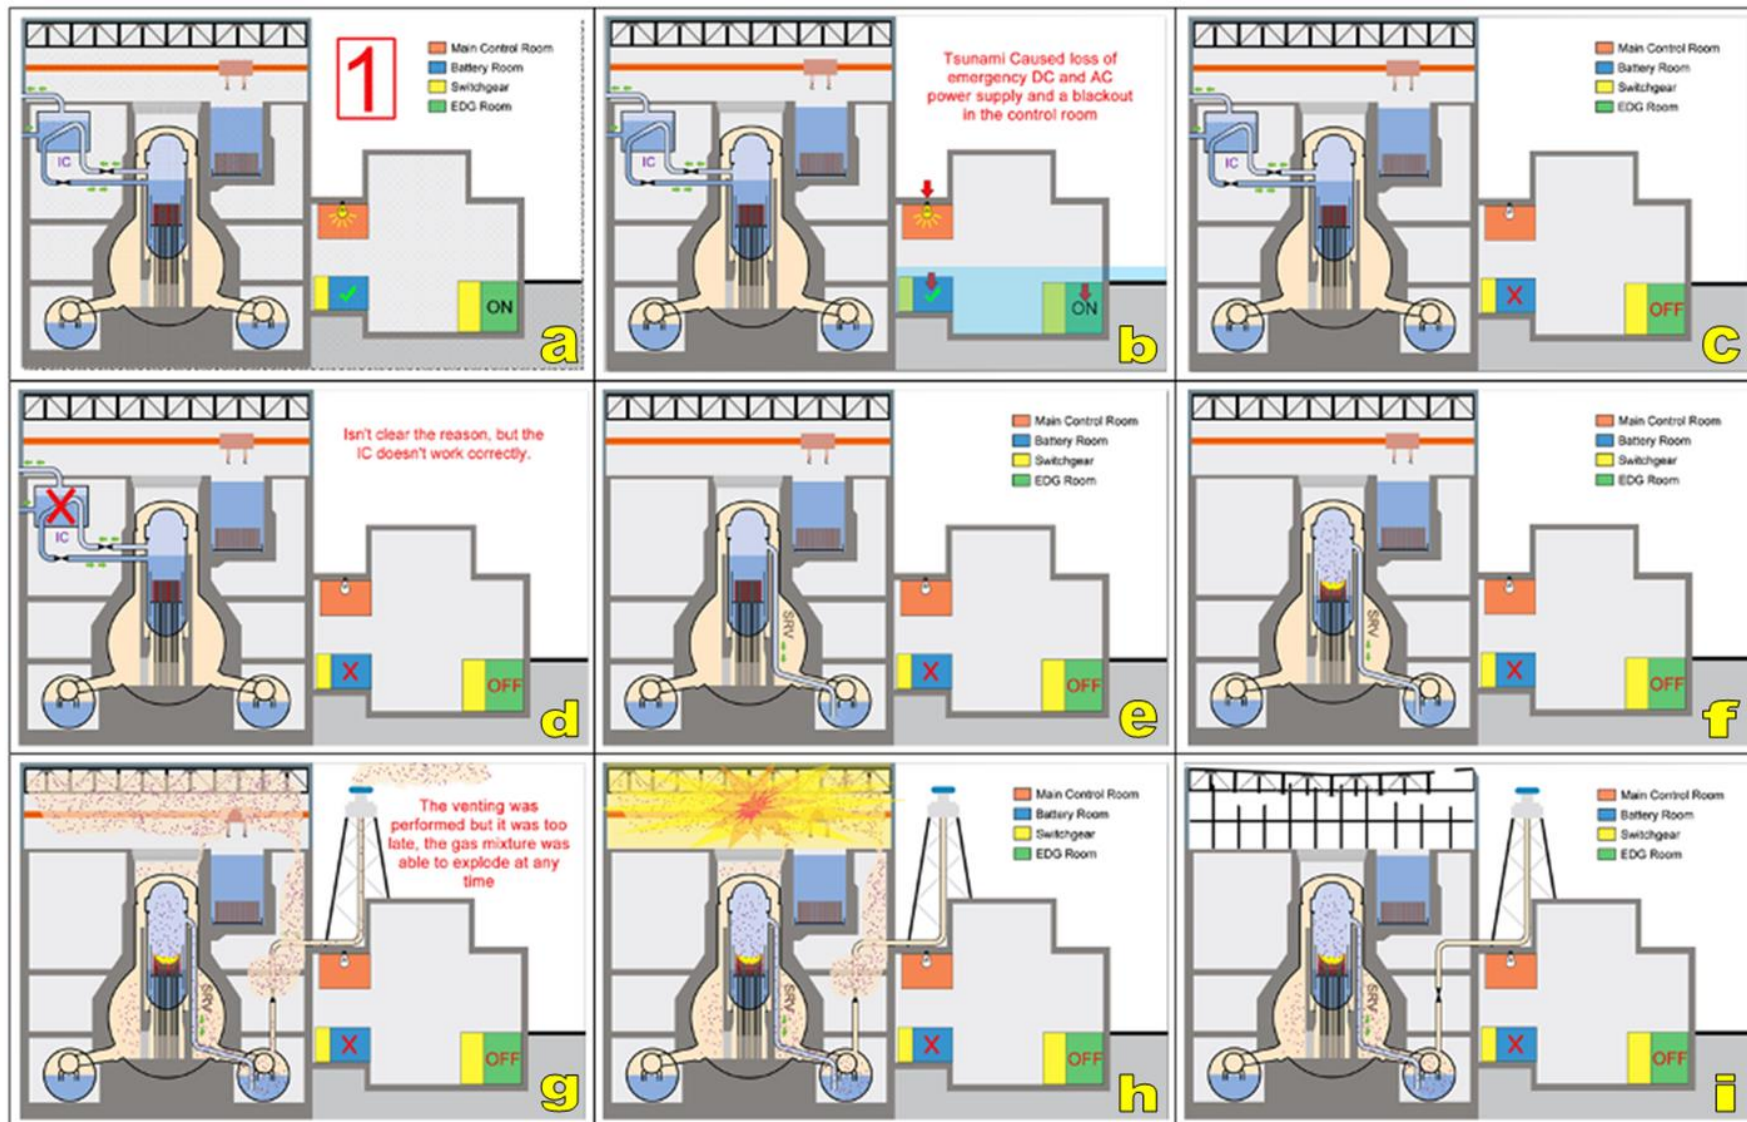 1
Main Control Room
Battery Room
Switchgear
EDG Room
IC
ON
a
Tsunami Caused loss of
emergency DC and AC
power supply and a blackout
in the control room
IC
ON
b
Main Control Room
Battery Room
Switchgear
EDG Room
IC
X
OFF
c
Isn't clear the reason, but the
IC doesn't work correctly.
IC
X
OFF
d
Main Control Room
Battery Room
Switchgear
EDG Room
SRV
X
OFF
e
Main Control Room
Battery Room
Switchgear
EDG Room
SRV
X
OFF
f
The venting was
performed but it was too
late, the gas mixture was
able to explode at any
time
SRV
X
OFF
g
Main Control Room
Battery Room
Switchgear
EDG Room
SRV
X
OFF
h
Main Control Room
Battery Room
Switchgear
EDG Room
SRV
X
OFF
i